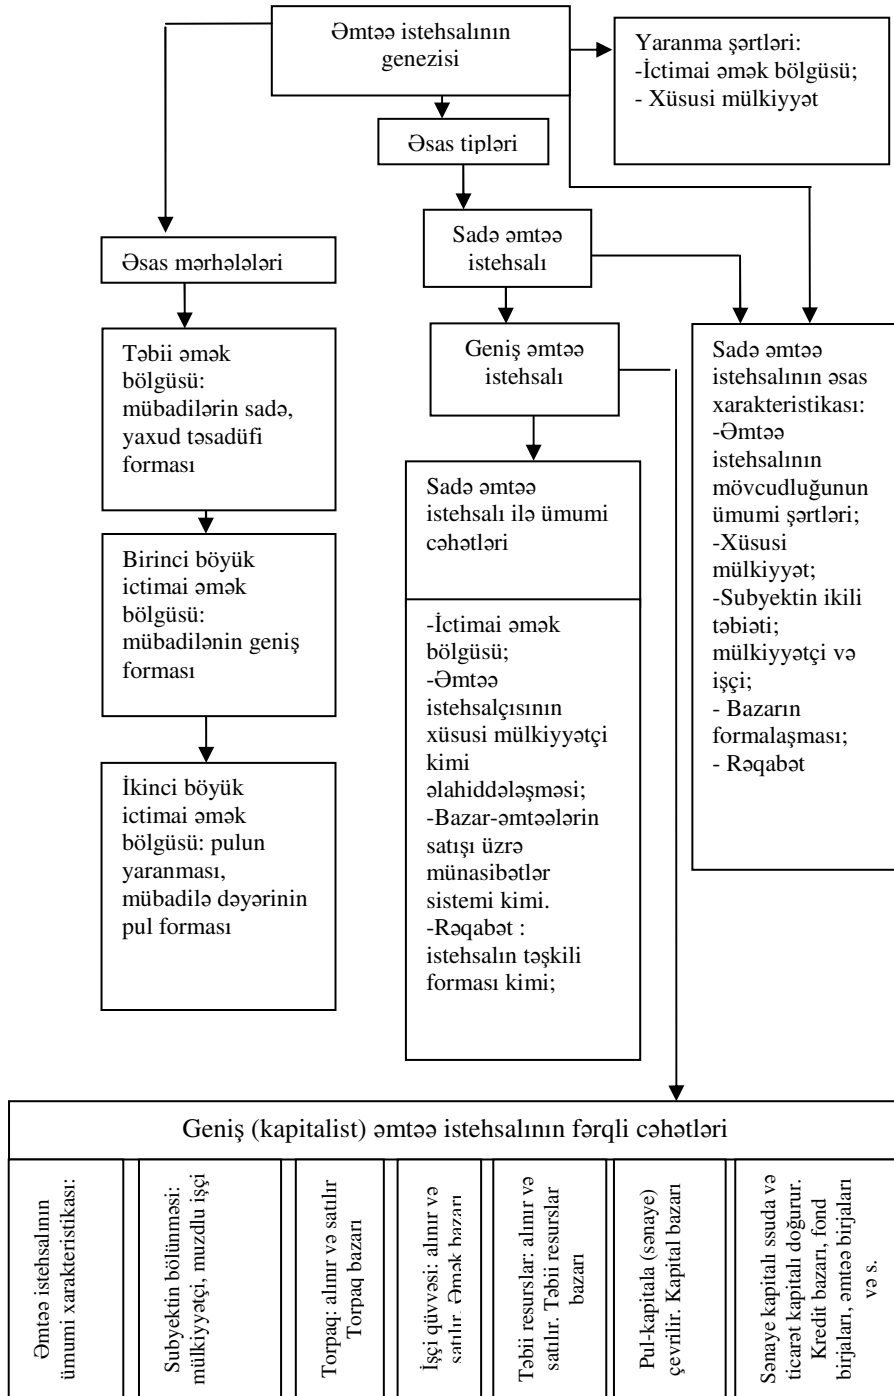 Əmtəə istehsalının
genezisi
Yaranma şərtləri:
-İctimai əmək bölgüsü;
- Xüsusi mülkiyyət
Əsas tipləri
Əsas mərhələləri
Sadə əmtəə
istehsalı
Təbii əmək
bölgüsü:
mübadilərin sadə,
yaxud təsadüfi
forması
Geniş əmtəə
istehsalı
Sadə əmtəə
istehsalının əsas
xarakteristikası:
-Əmtəə
istehsalının
mövcudluğunun
ümumi şərtləri;
-Xüsusi
mülkiyyət;
-Subyektin ikili
təbiəti;
mülkiyyətçi və
işçi;
- Bazarın
formalaşması;
- Rəqabət
Birinci böyük
ictimai əmək
bölgüsü:
mübadilənin geniş
forması
Sadə əmtəə
istehsalı ilə ümumi
cəhətləri
-İctimai əmək
bölgüsü;
-Əmtəə
istehsalçısının
xüsusi mülkiyyətçi
kimi
əlahiddələşməsi;
-Bazar-əmtəələrin
satışı üzrə
münasibətlər
sistemi kimi.
-Rəqabət :
istehsalın təşkili
forması kimi;
İkinci böyük
ictimai əmək
bölgüsü: pulun
yaranması,
mübadilə dəyərinin
pul forması
Geniş (kapitalist) əmtəə istehsalının fərqli cəhətləri
Əmtəə istehsalının
ümumi xarakteristikası:
Subyektin bölünməsi:
mülkiyyətçi, muzdlu işçi
Torpaq: alınır və satılır
Torpaq bazarı
İşçi qüvvəsi: alınır və
satılır. Əmək bazarı
Təbii resurslar: alınır və
satılır. Təbii resurslar
bazarı
Pul-kapitala (sənaye)
çevrilir. Kapital bazarı
Sənaye kapitalı ssuda və
ticarət kapitalı doğurur.
Kredit bazarı, fond
birjaları, əmtəə birjaları
və s.